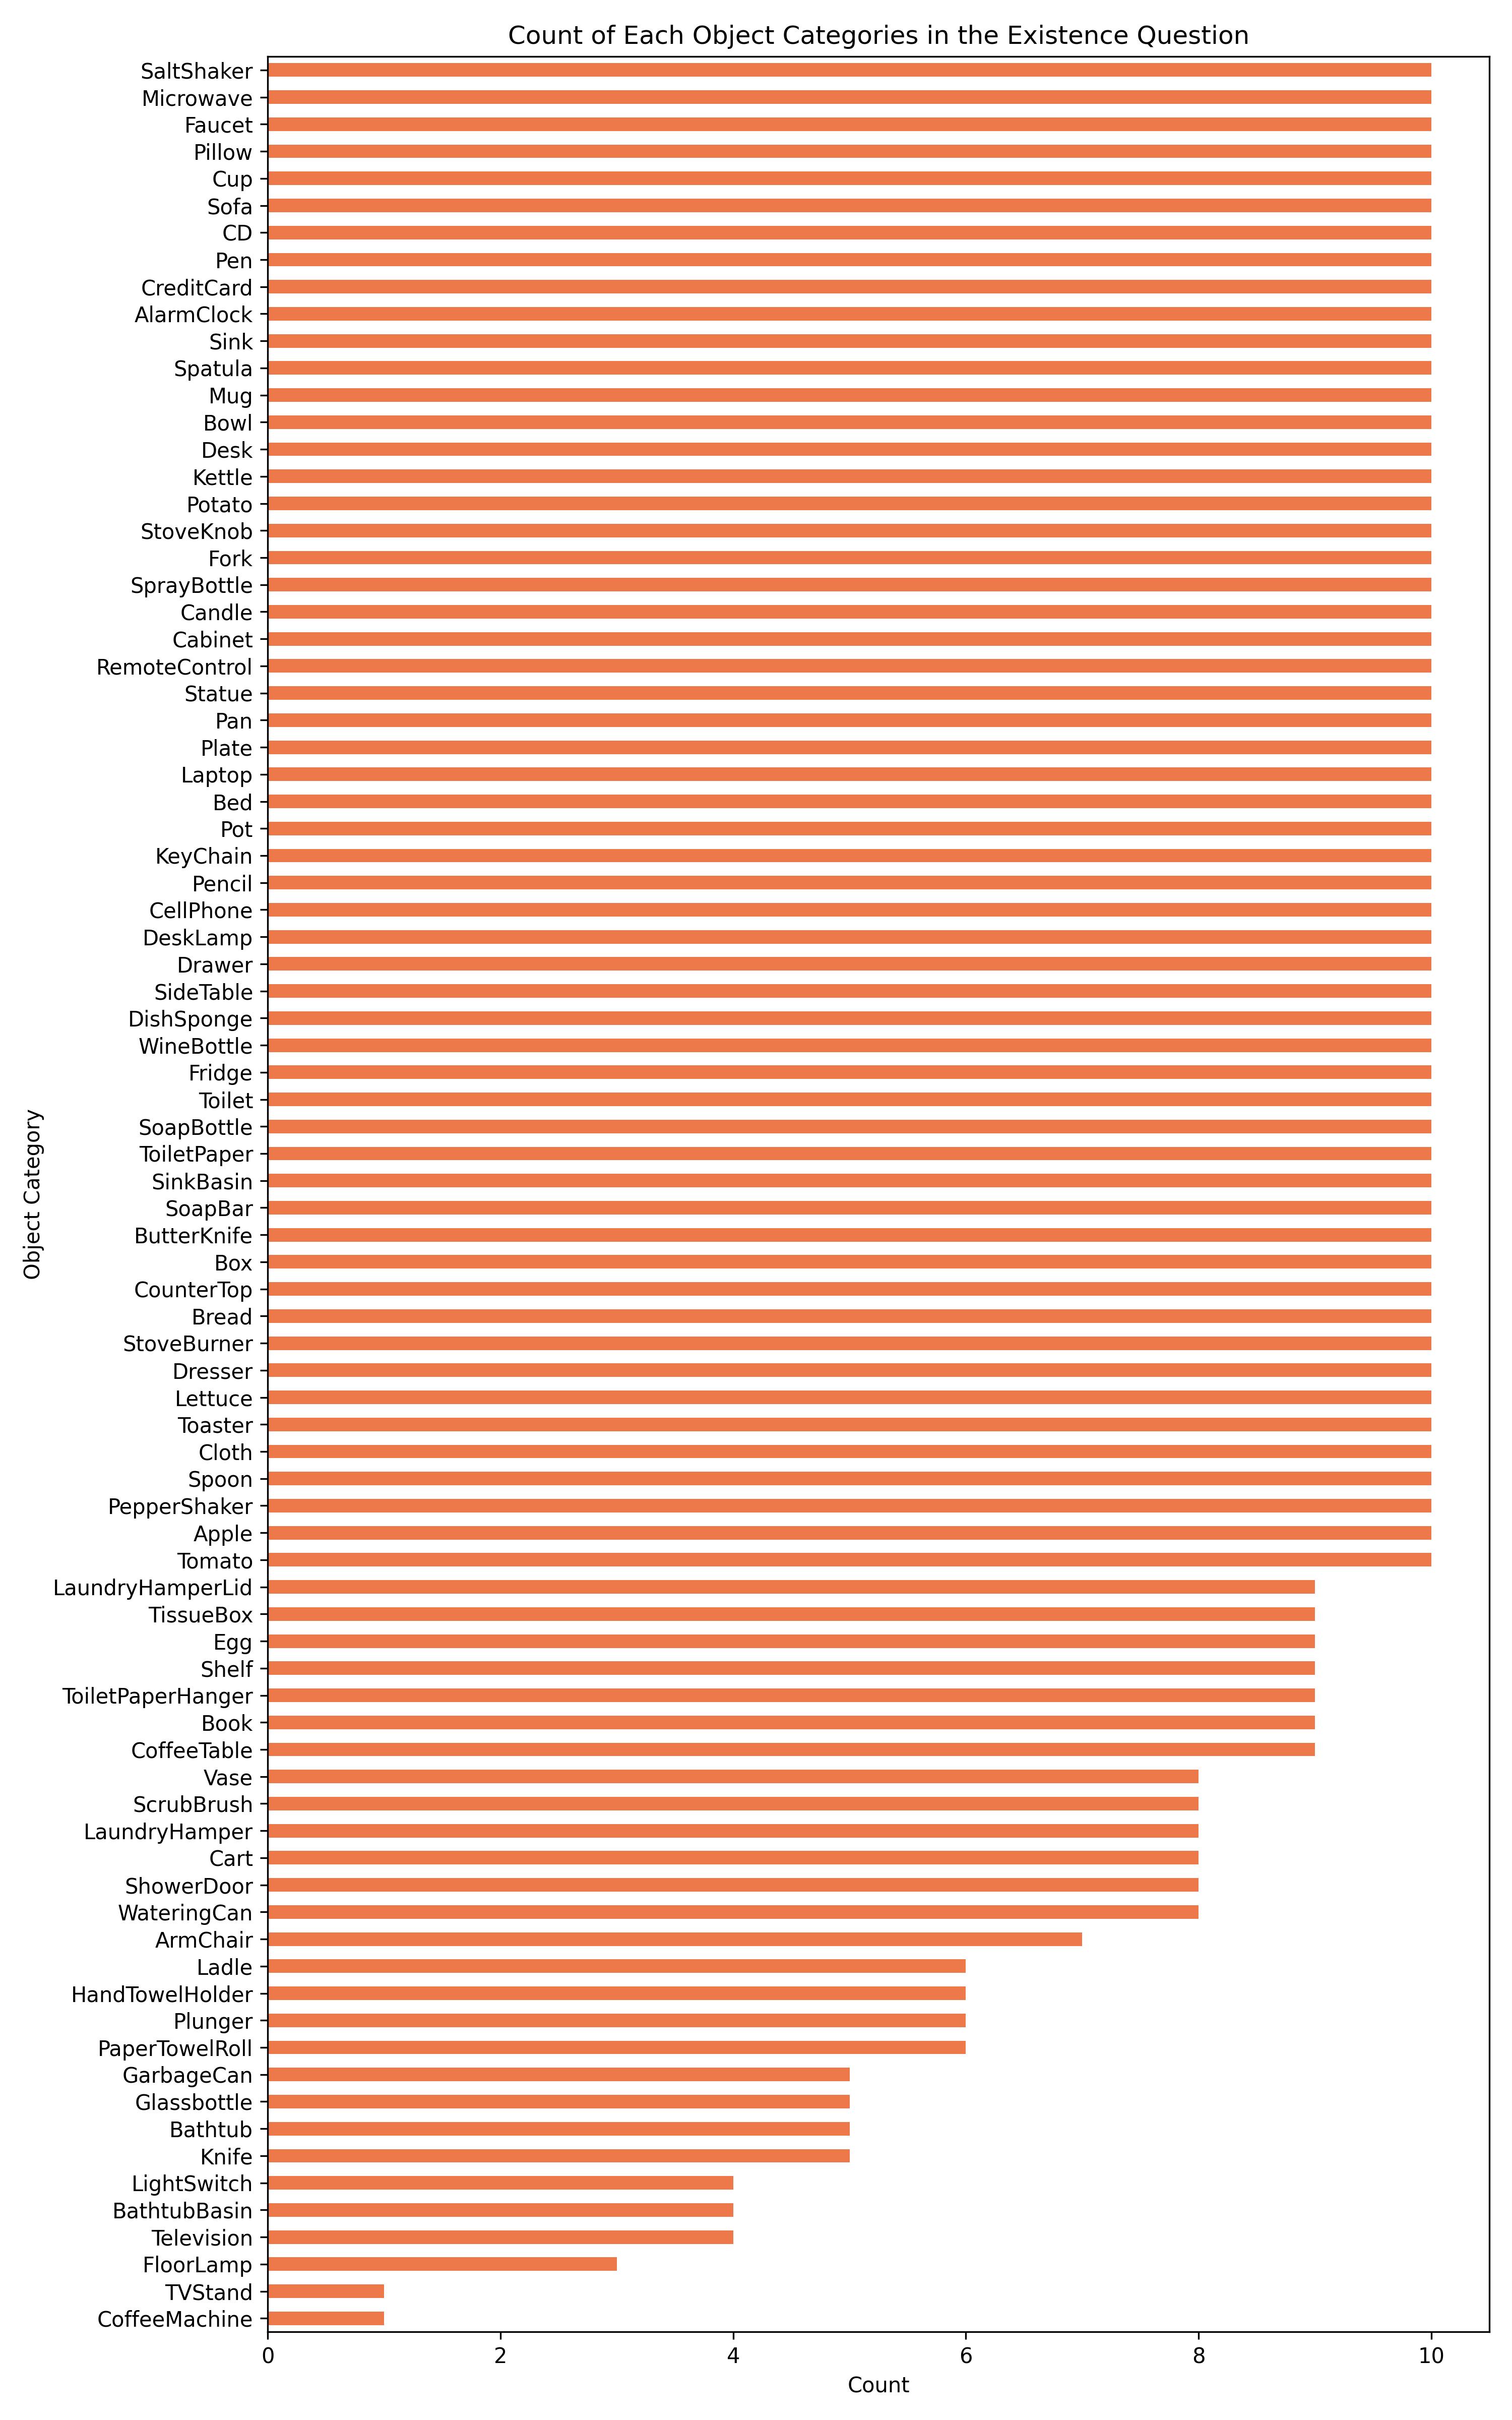 Count of Each Object Categories in the Existence Question
SaltShaker
Microwave
Faucet
Pillow
Cup
Sofa
CD
Pen
CreditCard
AlarmClock
Sink
Spatula
Mug
Bowl
Desk
Kettle
Potato
StoveKnob
Fork
SprayBottle
Candle
Cabinet
RemoteControl
Statue
Pan
Plate
Laptop
Bed
Pot
KeyChain
Pencil
CellPhone
DeskLamp
Drawer
SideTable
DishSponge
WineBottle
Fridge
Toilet
SoapBottle
ToiletPaper
SinkBasin
SoapBar
ButterKnife
Box
CounterTop
Bread
StoveBurner
Dresser
Lettuce
Toaster
Cloth
Spoon
PepperShaker
Apple
Tomato
LaundryHamperLid
TissueBox
Egg
Shelf
ToiletPaperHanger
Book
CoffeeTable
Vase
ScrubBrush
LaundryHamper
Cart
ShowerDoor
WateringCan
ArmChair
Ladle
HandTowelHolder
Plunger
PaperTowelRoll
GarbageCan
Glassbottle
Bathtub
Knife
LightSwitch
BathtubBasin
Television
FloorLamp
TVStand
CoffeeMachine
Object Category
0 2 4 6 8 10
Count